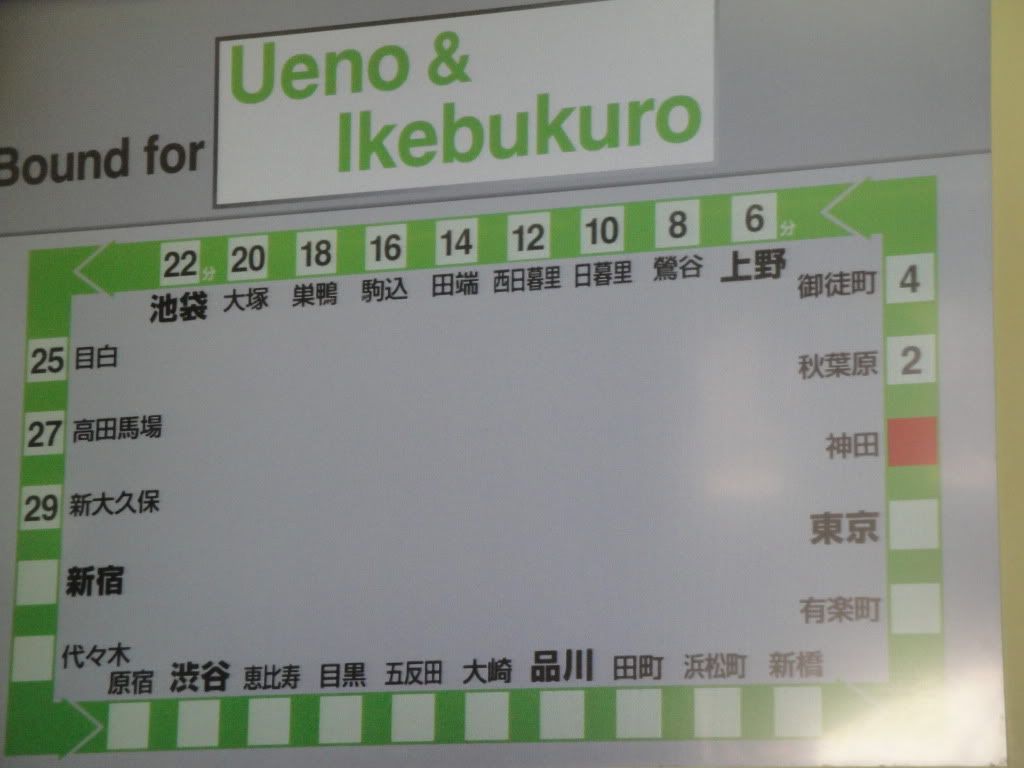 Ueno &
Bound for Ikebukuro
22分 20 18 16 14 12 10 8 6分
池袋 大塚 巣鴨 駒込 田端 西日暮里 日暮里 鶯谷 上野
御徒町 4
25 目白
秋葉原 2
27 高田馬場
神田
29 新大久保
東京
新宿
有楽町
代々木
原宿 渋谷 恵比寿 目黒 五反田 大崎 品川 田町 浜松町 新橋